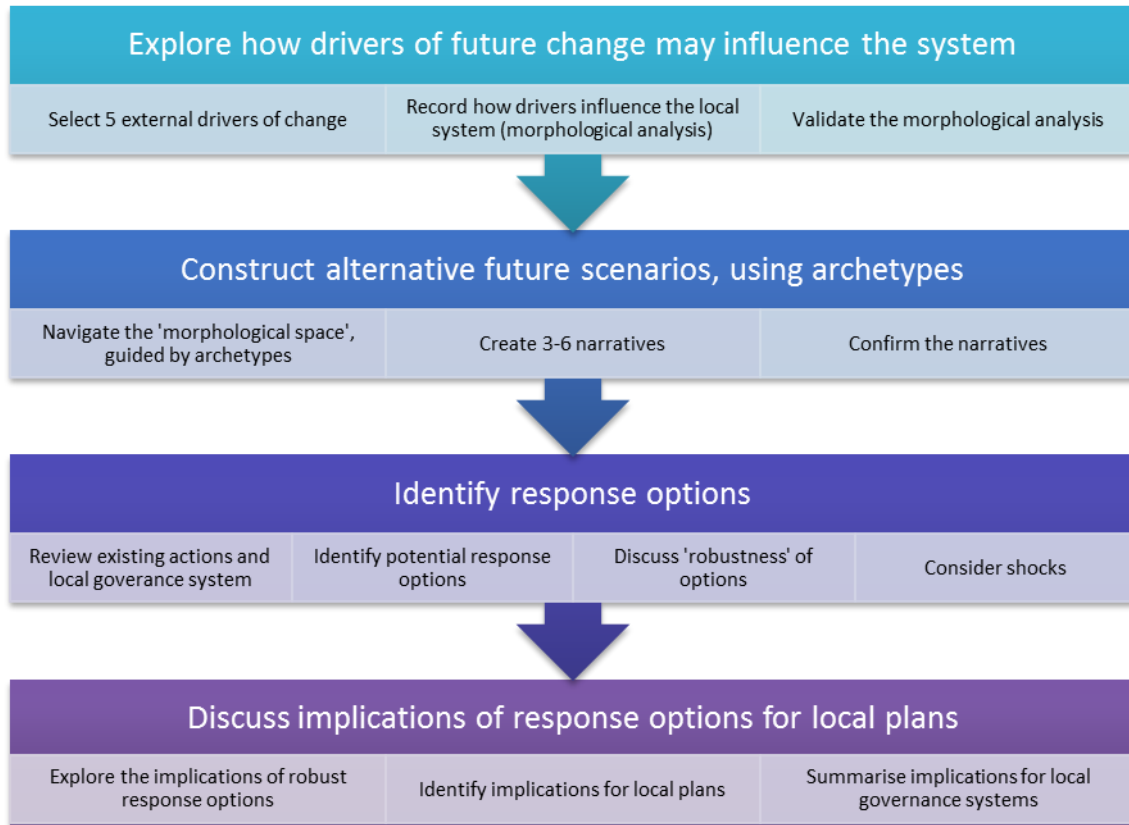 Explore how drivers of future change may influence the system
Select 5 external drivers of change
Record how drivers influence the local
system (morphological analysis)
Validate the morphological analysis
Construct alternative future scenarios, using archetypes
Navigate the 'morphological space',
guided by archetypes
Create 3-6 narratives
Confirm the narratives
Identify response options
Review existing actions and
local goverance system
Identify potential response
options
Discuss 'robustness' of
options
Consider shocks
Discuss implications of response options for local plans
Explore the implications of robust
response options
Identify implications for local plans
Summarise implications for local
governance systems